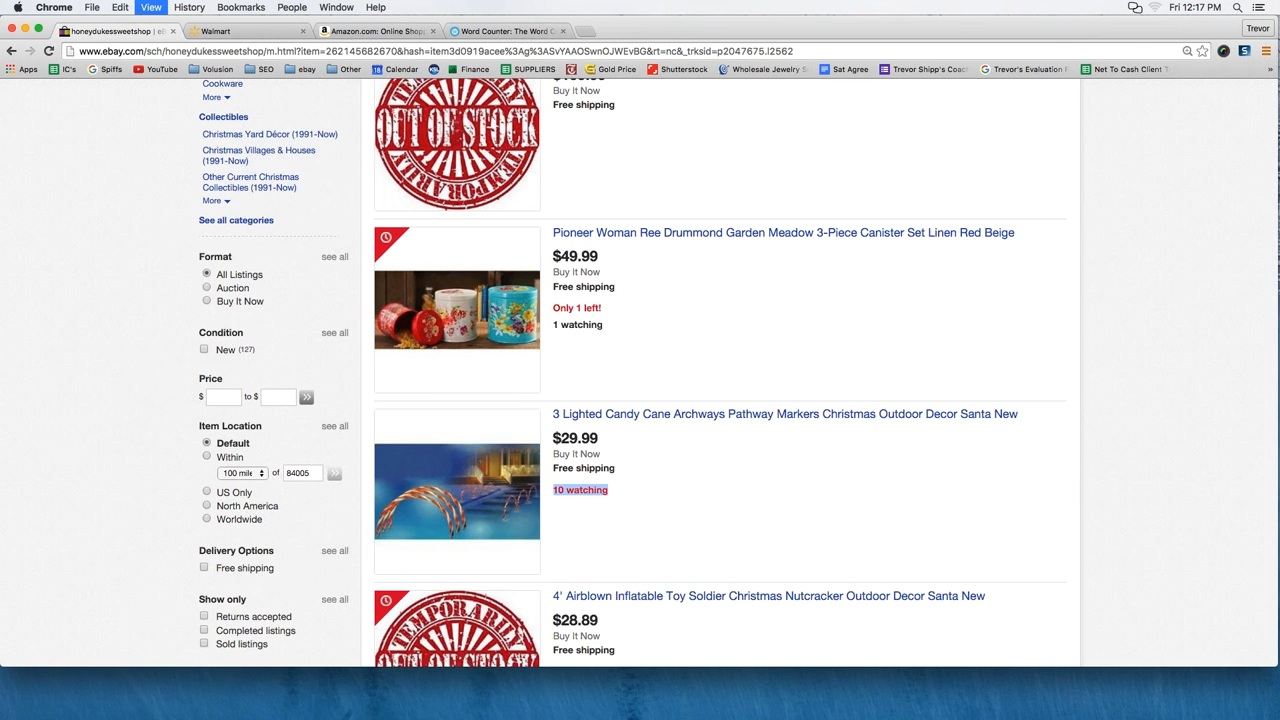 Chrome File Edit View History Bookmarks People Window Help Fri 12:17 PM
honeydukessweetshop | eB Walmart Amazon.com: Online Shopp Word Counter: The Word C Trevor
www.ebay.com/sch/honeydukessweetshop/m.html?item=262145682670&hash=item3d0919acee%3Ag%3ASvYAAOSwnOJWEvBG&rt=nc&_trksid=p2047675.l2562
Apps IC's Spiffs YouTube Volusion SEO ebay Other Calendar Finance SUPPLIERS Gold Price Shutterstock Wholesale Jewelry S Sat Agree Trevor Shipp's Coac Trevor's Evaluation F Net To Cash Client T »
Cookware
More
Collectibles
Christmas Yard Décor (1991-Now)
Christmas Villages & Houses
(1991-Now)
Other Current Christmas
Collectibles (1991-Now)
More
See all categories
Format see all
All Listings
Auction
Buy It Now
Condition see all
New (127)
Price
$ to $ »
Item Location see all
Default
Within
100 mile of 84005 »
US Only
North America
Worldwide
Delivery Options see all
Free shipping
Show only see all
Returns accepted
Completed listings
Sold listings
Buy It Now
Free shipping
OUT OF STOCK
TEMPORARILY
Pioneer Woman Ree Drummond Garden Meadow 3-Piece Canister Set Linen Red Beige
$49.99
Buy It Now
Free shipping
Only 1 left!
1 watching
3 Lighted Candy Cane Archways Pathway Markers Christmas Outdoor Decor Santa New
$29.99
Buy It Now
Free shipping
10 watching
4' Airblown Inflatable Toy Soldier Christmas Nutcracker Outdoor Decor Santa New
$28.89
Buy It Now
Free shipping
TEMPORARILY
OUT OF STOCK